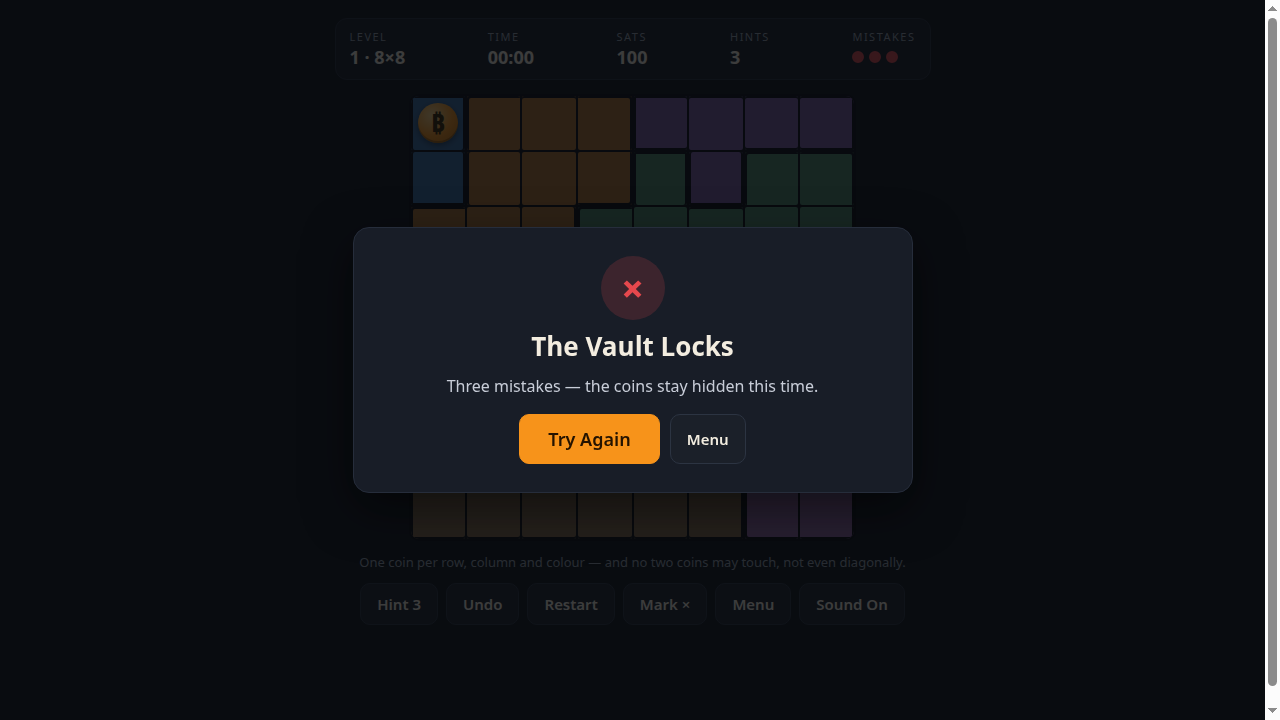 LEVEL TIME SATS HINTS MISTAKES
1 · 8×8 00:00 100 3
The Vault Locks
Three mistakes — the coins stay hidden this time.
Try Again Menu
One coin per row, column and colour — and no two coins may touch, not even diagonally.
Hint 3 Undo Restart Mark × Menu Sound On